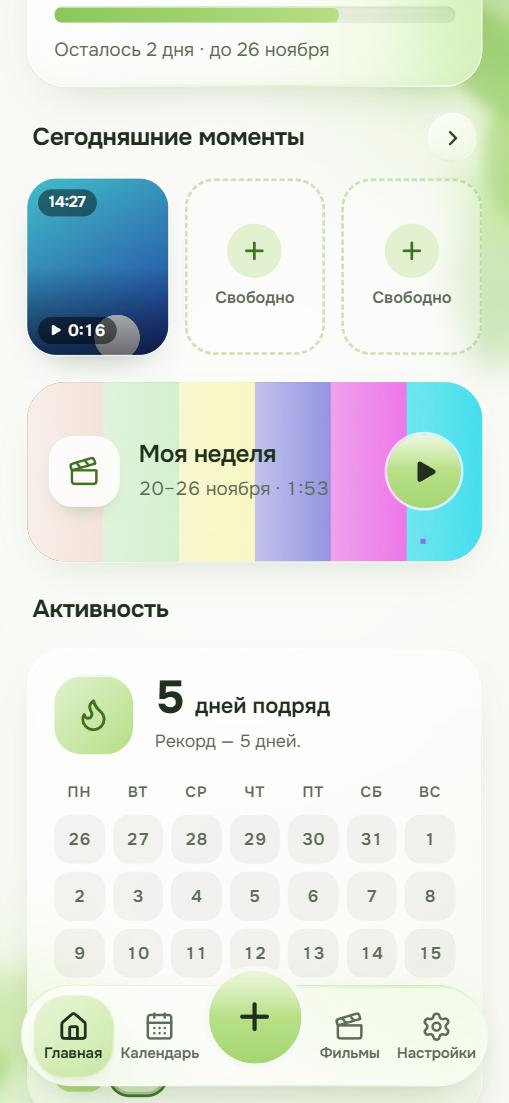 Осталось 2 дня · до 26 ноября
Сегодняшние моменты
14:27
0:16
Свободно
Свободно
Моя неделя
20–26 ноября · 1:53
Активность
5 дней подряд
Рекорд — 5 дней.
ПН ВТ СР ЧТ ПТ СБ ВС
26 27 28 29 30 31 1
2 3 4 5 6 7 8
9 10 11 12 13 14 15
Главная Календарь Фильмы Настройки